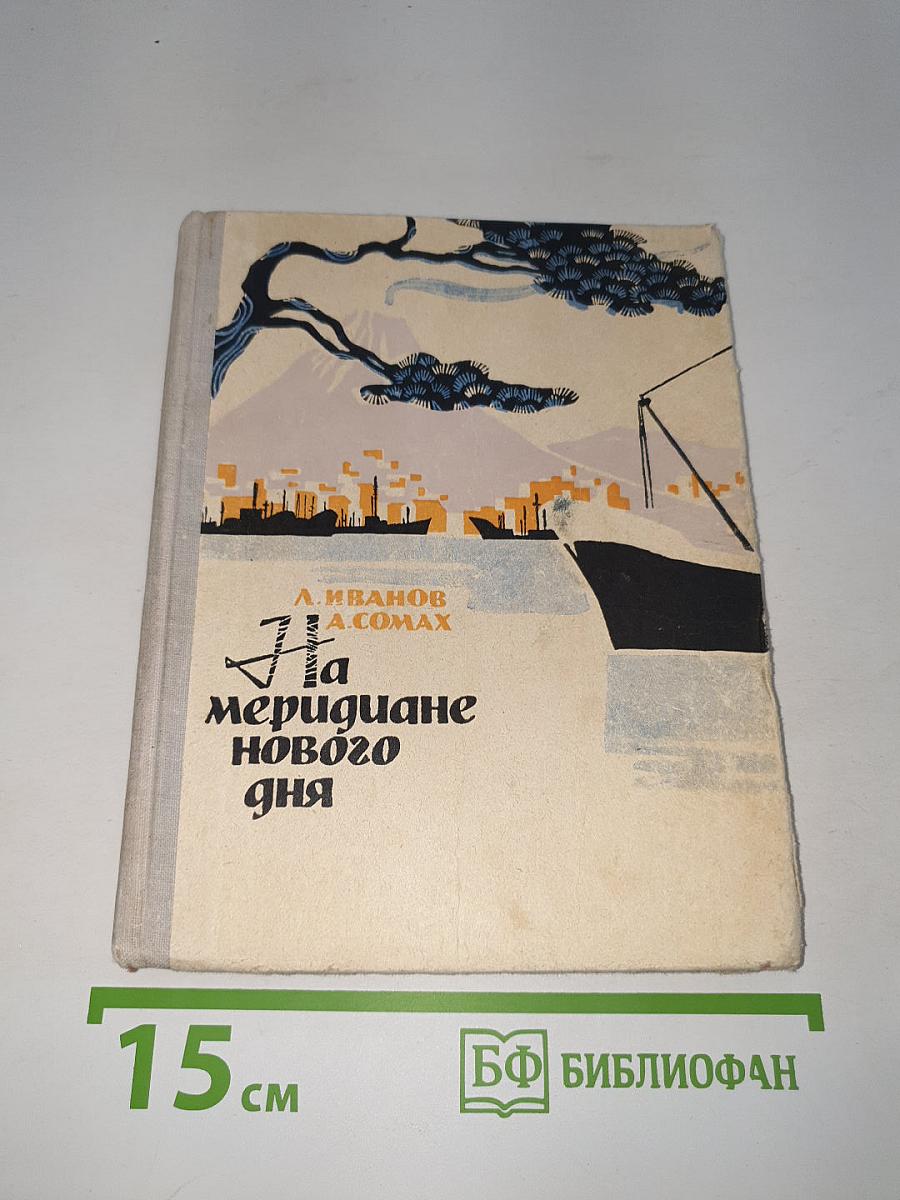 Л. ИВАНОВ
А. СОМАХ
На
меридиане
нового
дня
15 см
БФ БИБЛИОФАН